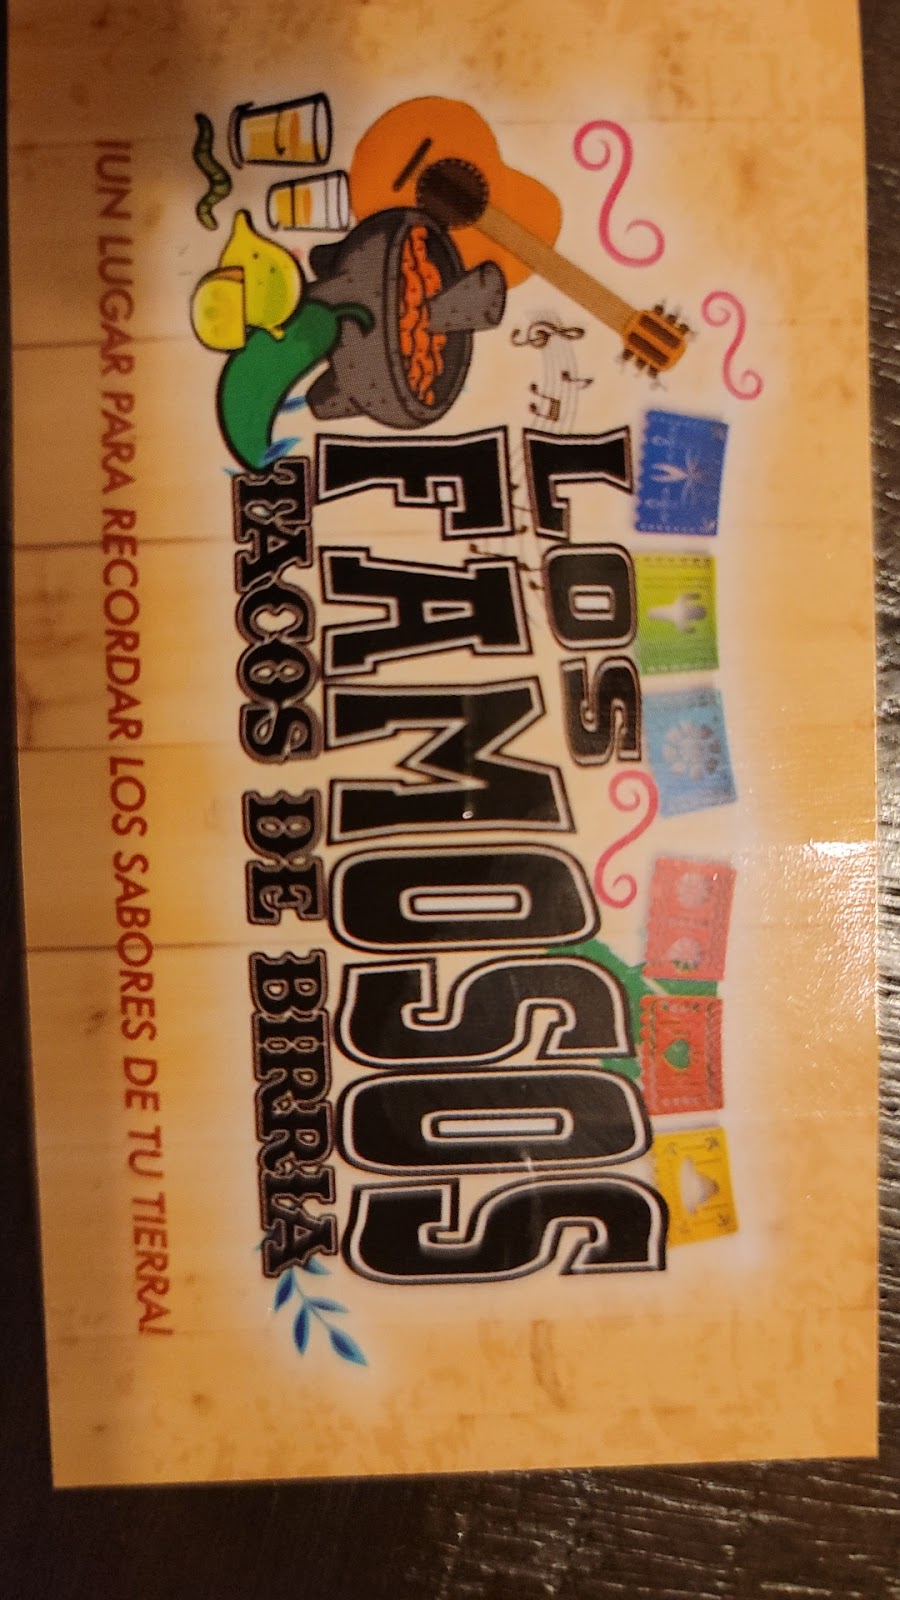 LOS
FAMOSOS
TACOS DE BIRRIA
¡UN LUGAR PARA RECORDAR LOS SABORES DE TU TIERRA!